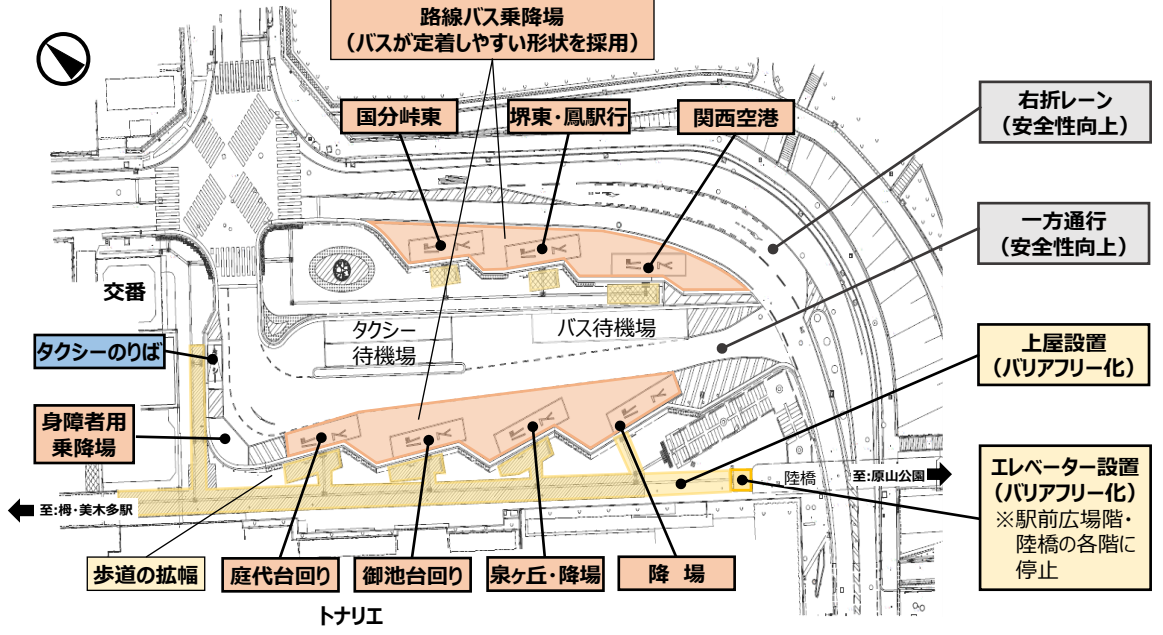 路線バス乗降場
（バスが定着しやすい形状を採用）
国分峠東
堺東・鳳駅行
関西空港
右折レーン
（安全性向上）
一方通行
（安全性向上）
交番
タクシーのりば
タクシー
待機場
バス待機場
上屋設置
（バリアフリー化）
身障者用
乗降場
エレベーター設置
（バリアフリー化）
※駅前広場階・
陸橋の各階に
停止
陸橋
至:原山公園
至:栂・美木多駅
歩道の拡幅
庭代台回り
御池台回り
泉ヶ丘・降場
降 場
トナリエ